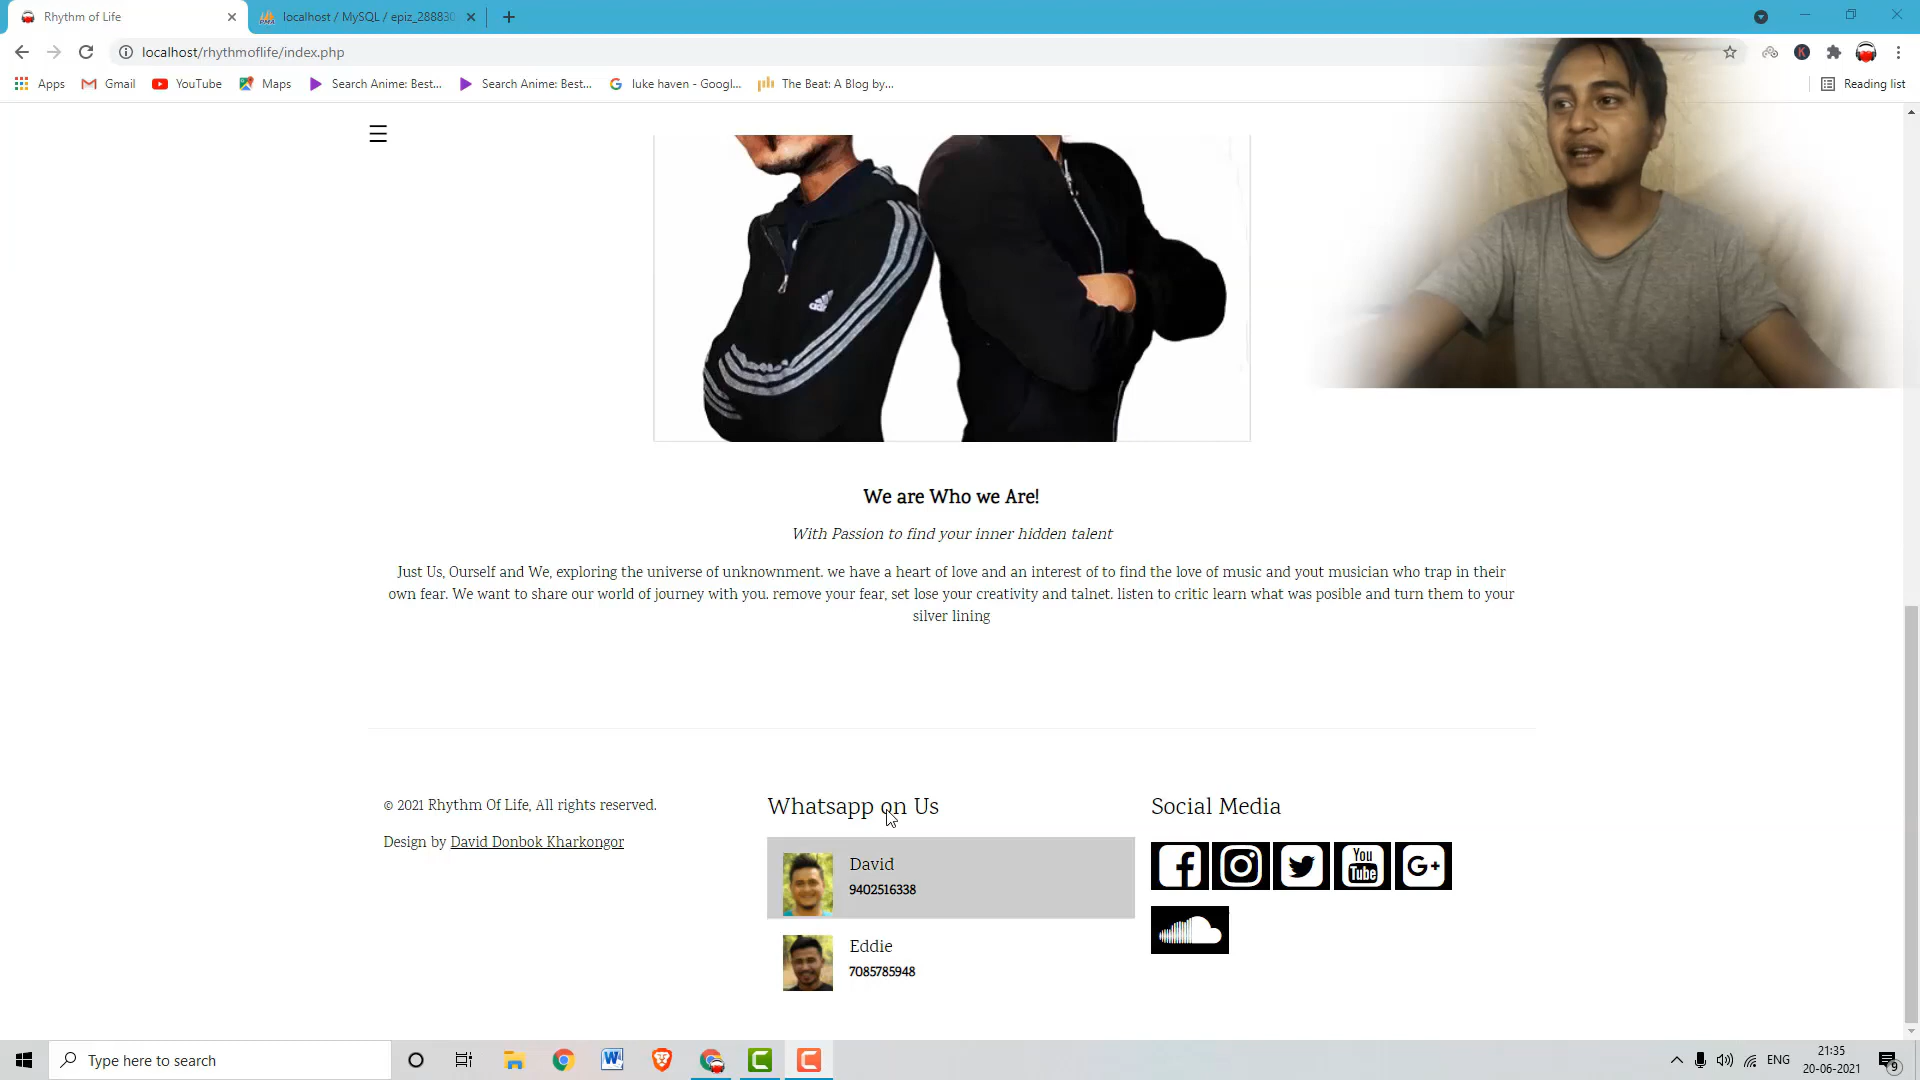 Rhythm of Life
localhost / MySQL / epiz_288830
localhost/rhythmoflife/index.php
Apps
Gmail
YouTube
Maps
Search Anime: Best...
Search Anime: Best...
luke haven - Googl...
The Beat: A Blog by...
Reading list
We are Who we Are!
With Passion to find your inner hidden talent
Just Us, Ourself and We, exploring the universe of unknownment. we have a heart of love and an interest of to find the love of music and yout musician who trap in their
own fear. We want to share our world of journey with you. remove your fear, set lose your creativity and talnet. listen to critic learn what was posible and turn them to your
silver lining
© 2021 Rhythm Of Life, All rights reserved.
Design by David Donbok Kharkongor
Whatsapp on Us
David
9402516338
Eddie
7085785948
Social Media
You
Tube
G+
Type here to search
ENG
21:35
20-06-2021
9